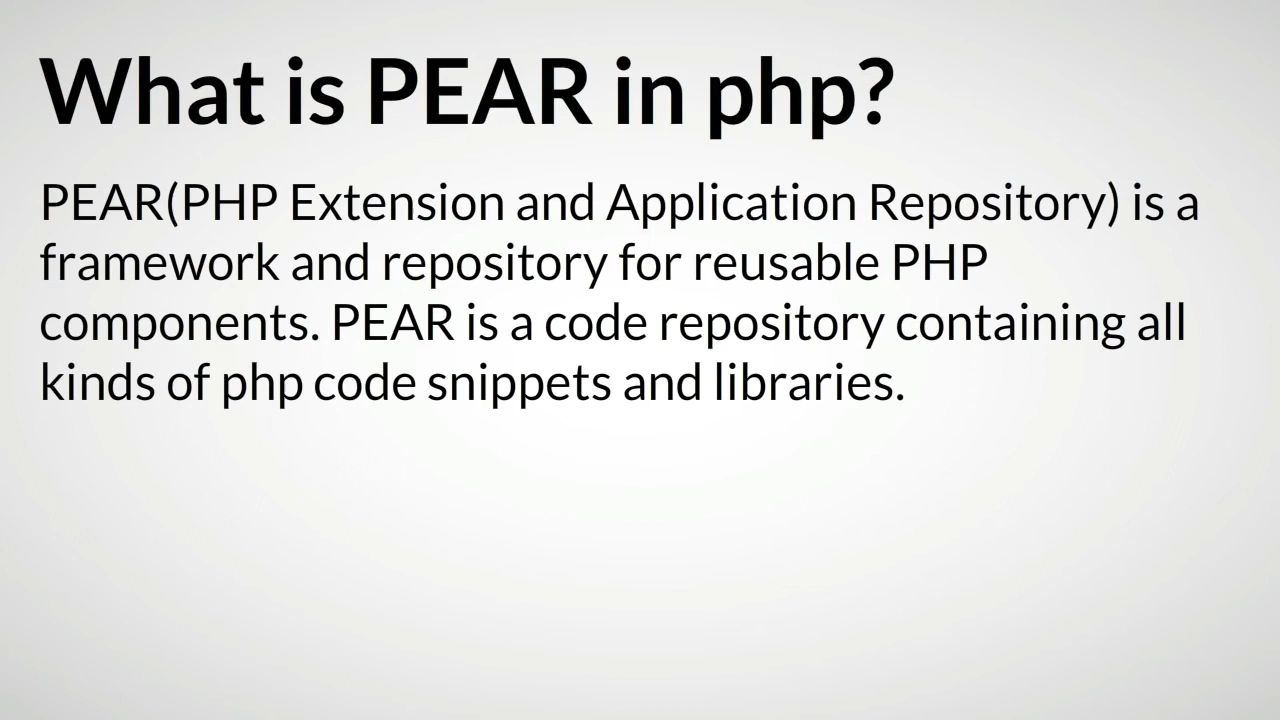 What is PEAR in php?
PEAR(PHP Extension and Application Repository) is a
framework and repository for reusable PHP
components. PEAR is a code repository containing all
kinds of php code snippets and libraries.